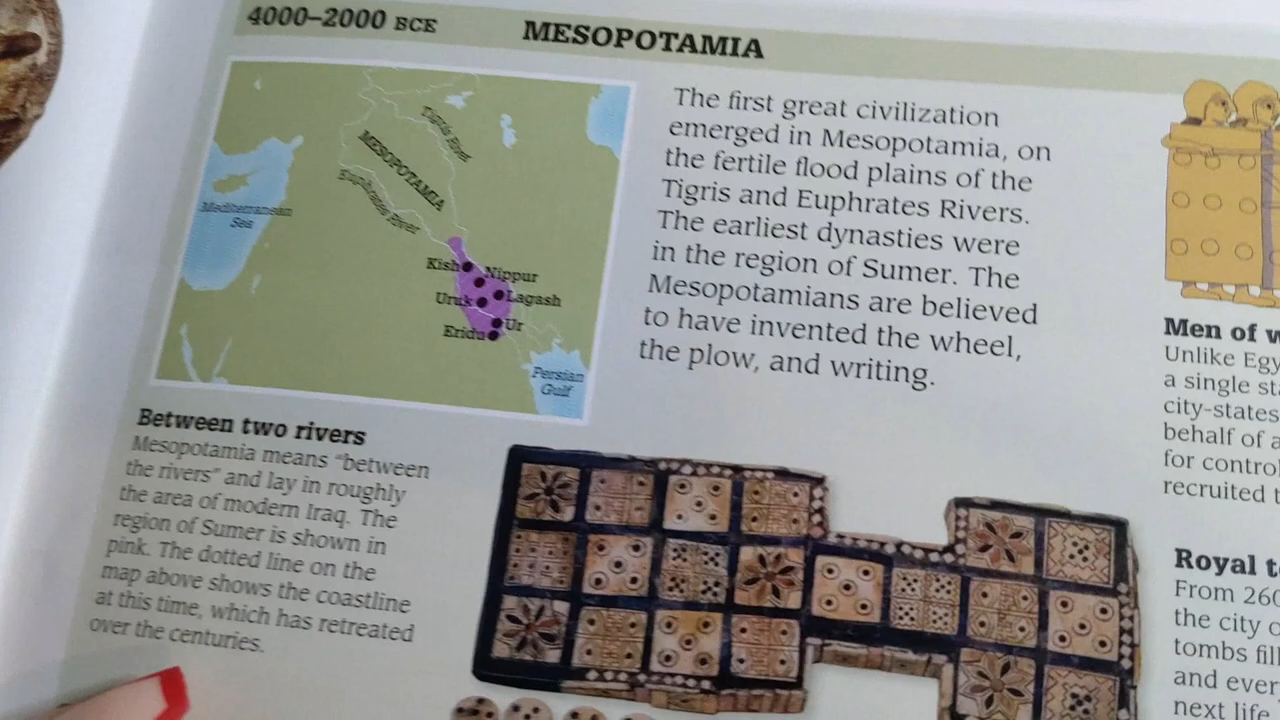 4000–2000 BCE
MESOPOTAMIA
Tigris River
MESOPOTAMIA
Euphrates River
Mediterranean
Sea
Kish
Nippur
Uruk
Lagash
Ur
Eridu
Persian
Gulf
The first great civilization
emerged in Mesopotamia, on
the fertile flood plains of the
Tigris and Euphrates Rivers.
The earliest dynasties were
in the region of Sumer. The
Mesopotamians are believed
to have invented the wheel,
the plow, and writing.
Between two rivers
Mesopotamia means “between
the rivers” and lay in roughly
the area of modern Iraq. The
region of Sumer is shown in
pink. The dotted line on the
map above shows the coastline
at this time, which has retreated
over the centuries.
Men of w
Unlike Egy
a single st
city-states
behalf of a
for contro
recruited
Royal t
From 260
the city o
tombs fill
and ever
next life